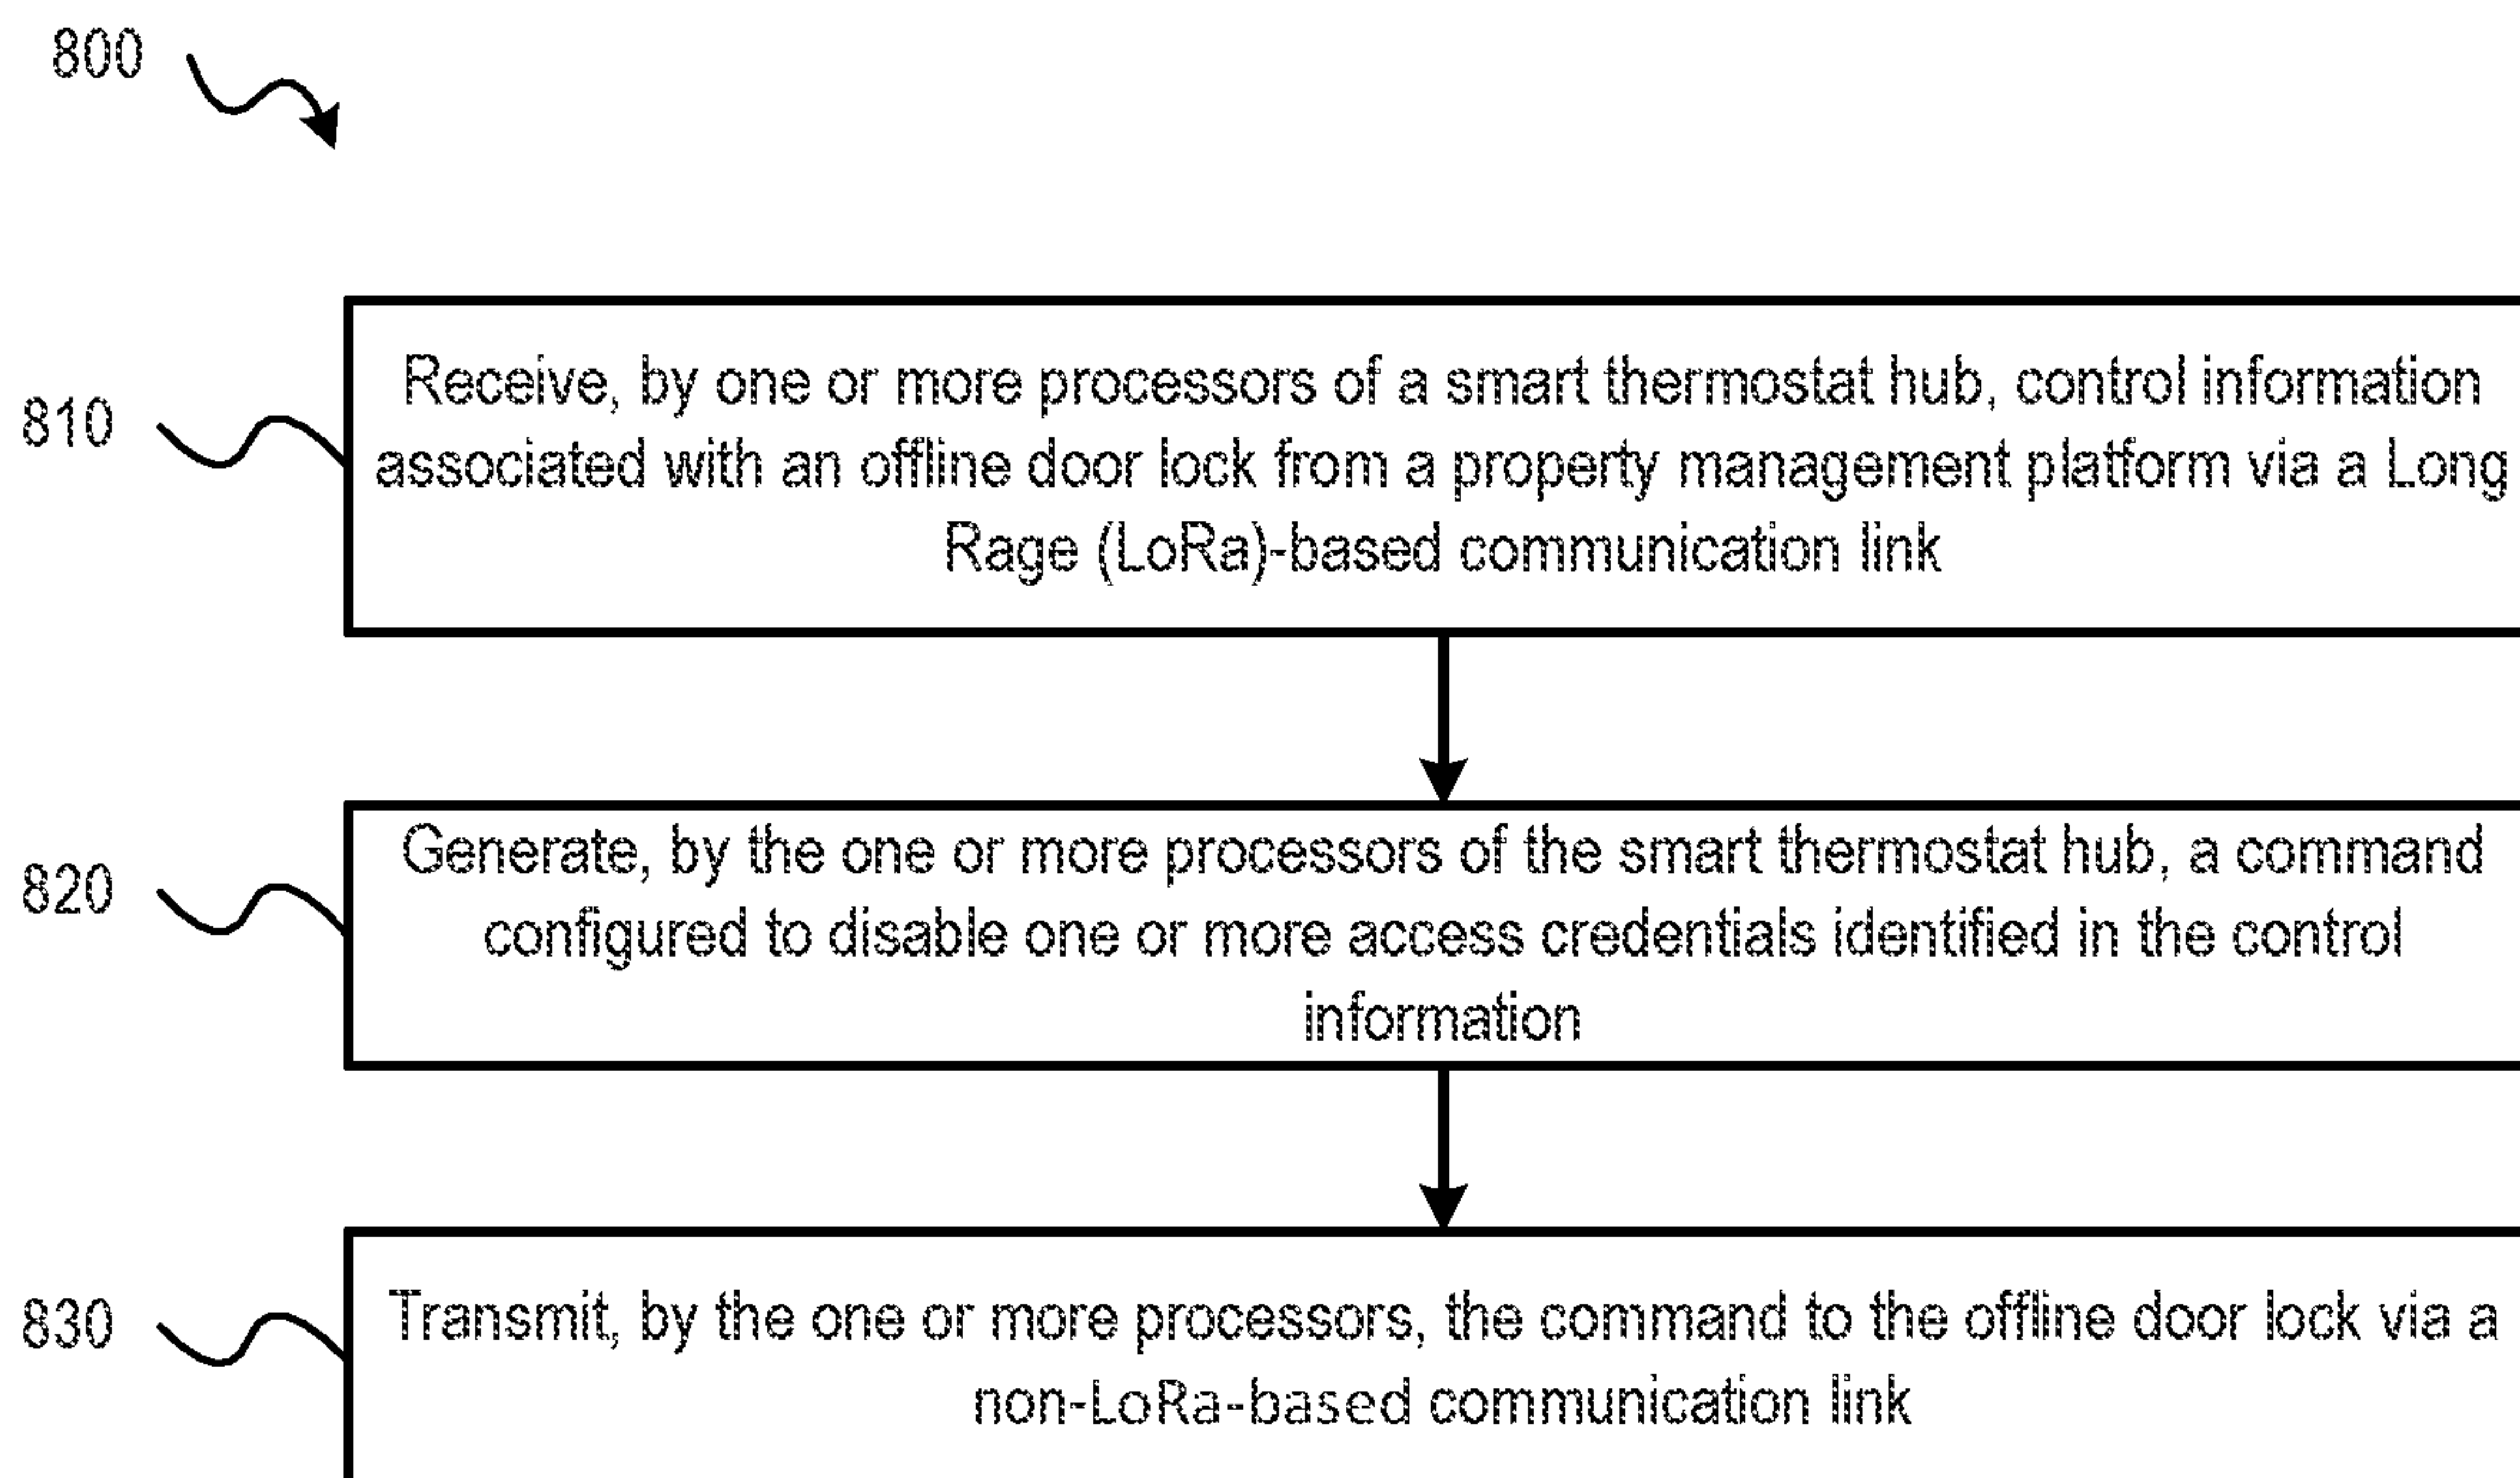 800
810
Receive, by one or more processors of a smart thermostat hub, control information
associated with an offline door lock from a property management platform via a Long
Rage (LoRa)-based communication link
820
Generate, by the one or more processors of the smart thermostat hub, a command
configured to disable one or more access credentials identified in the control
information
830
Transmit, by the one or more processors, the command to the offline door lock via a
non-LoRa-based communication link